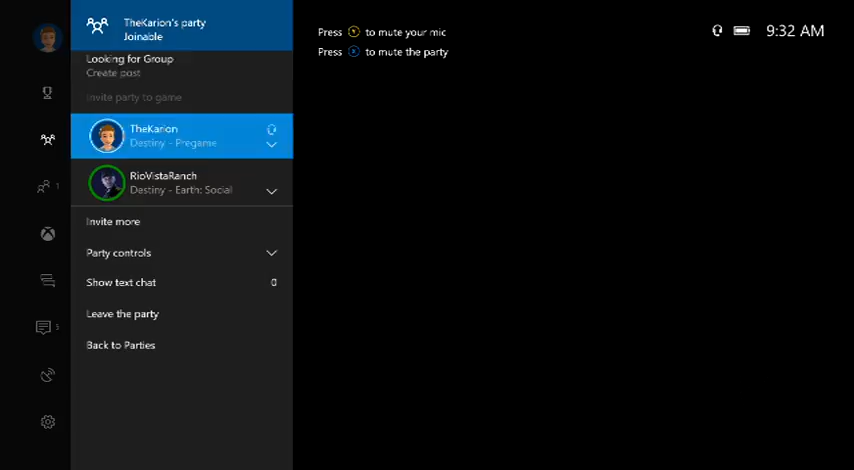 TheKarion's party
Joinable
Looking for Group
Create post
Invite party to game
TheKarion
Destiny - Pregame
RioVistaRanch
Destiny - Earth: Social
Invite more
Party controls
Show text chat 0
Leave the party
Back to Parties
1
5
Press Y to mute your mic
Press X to mute the party
9:32 AM